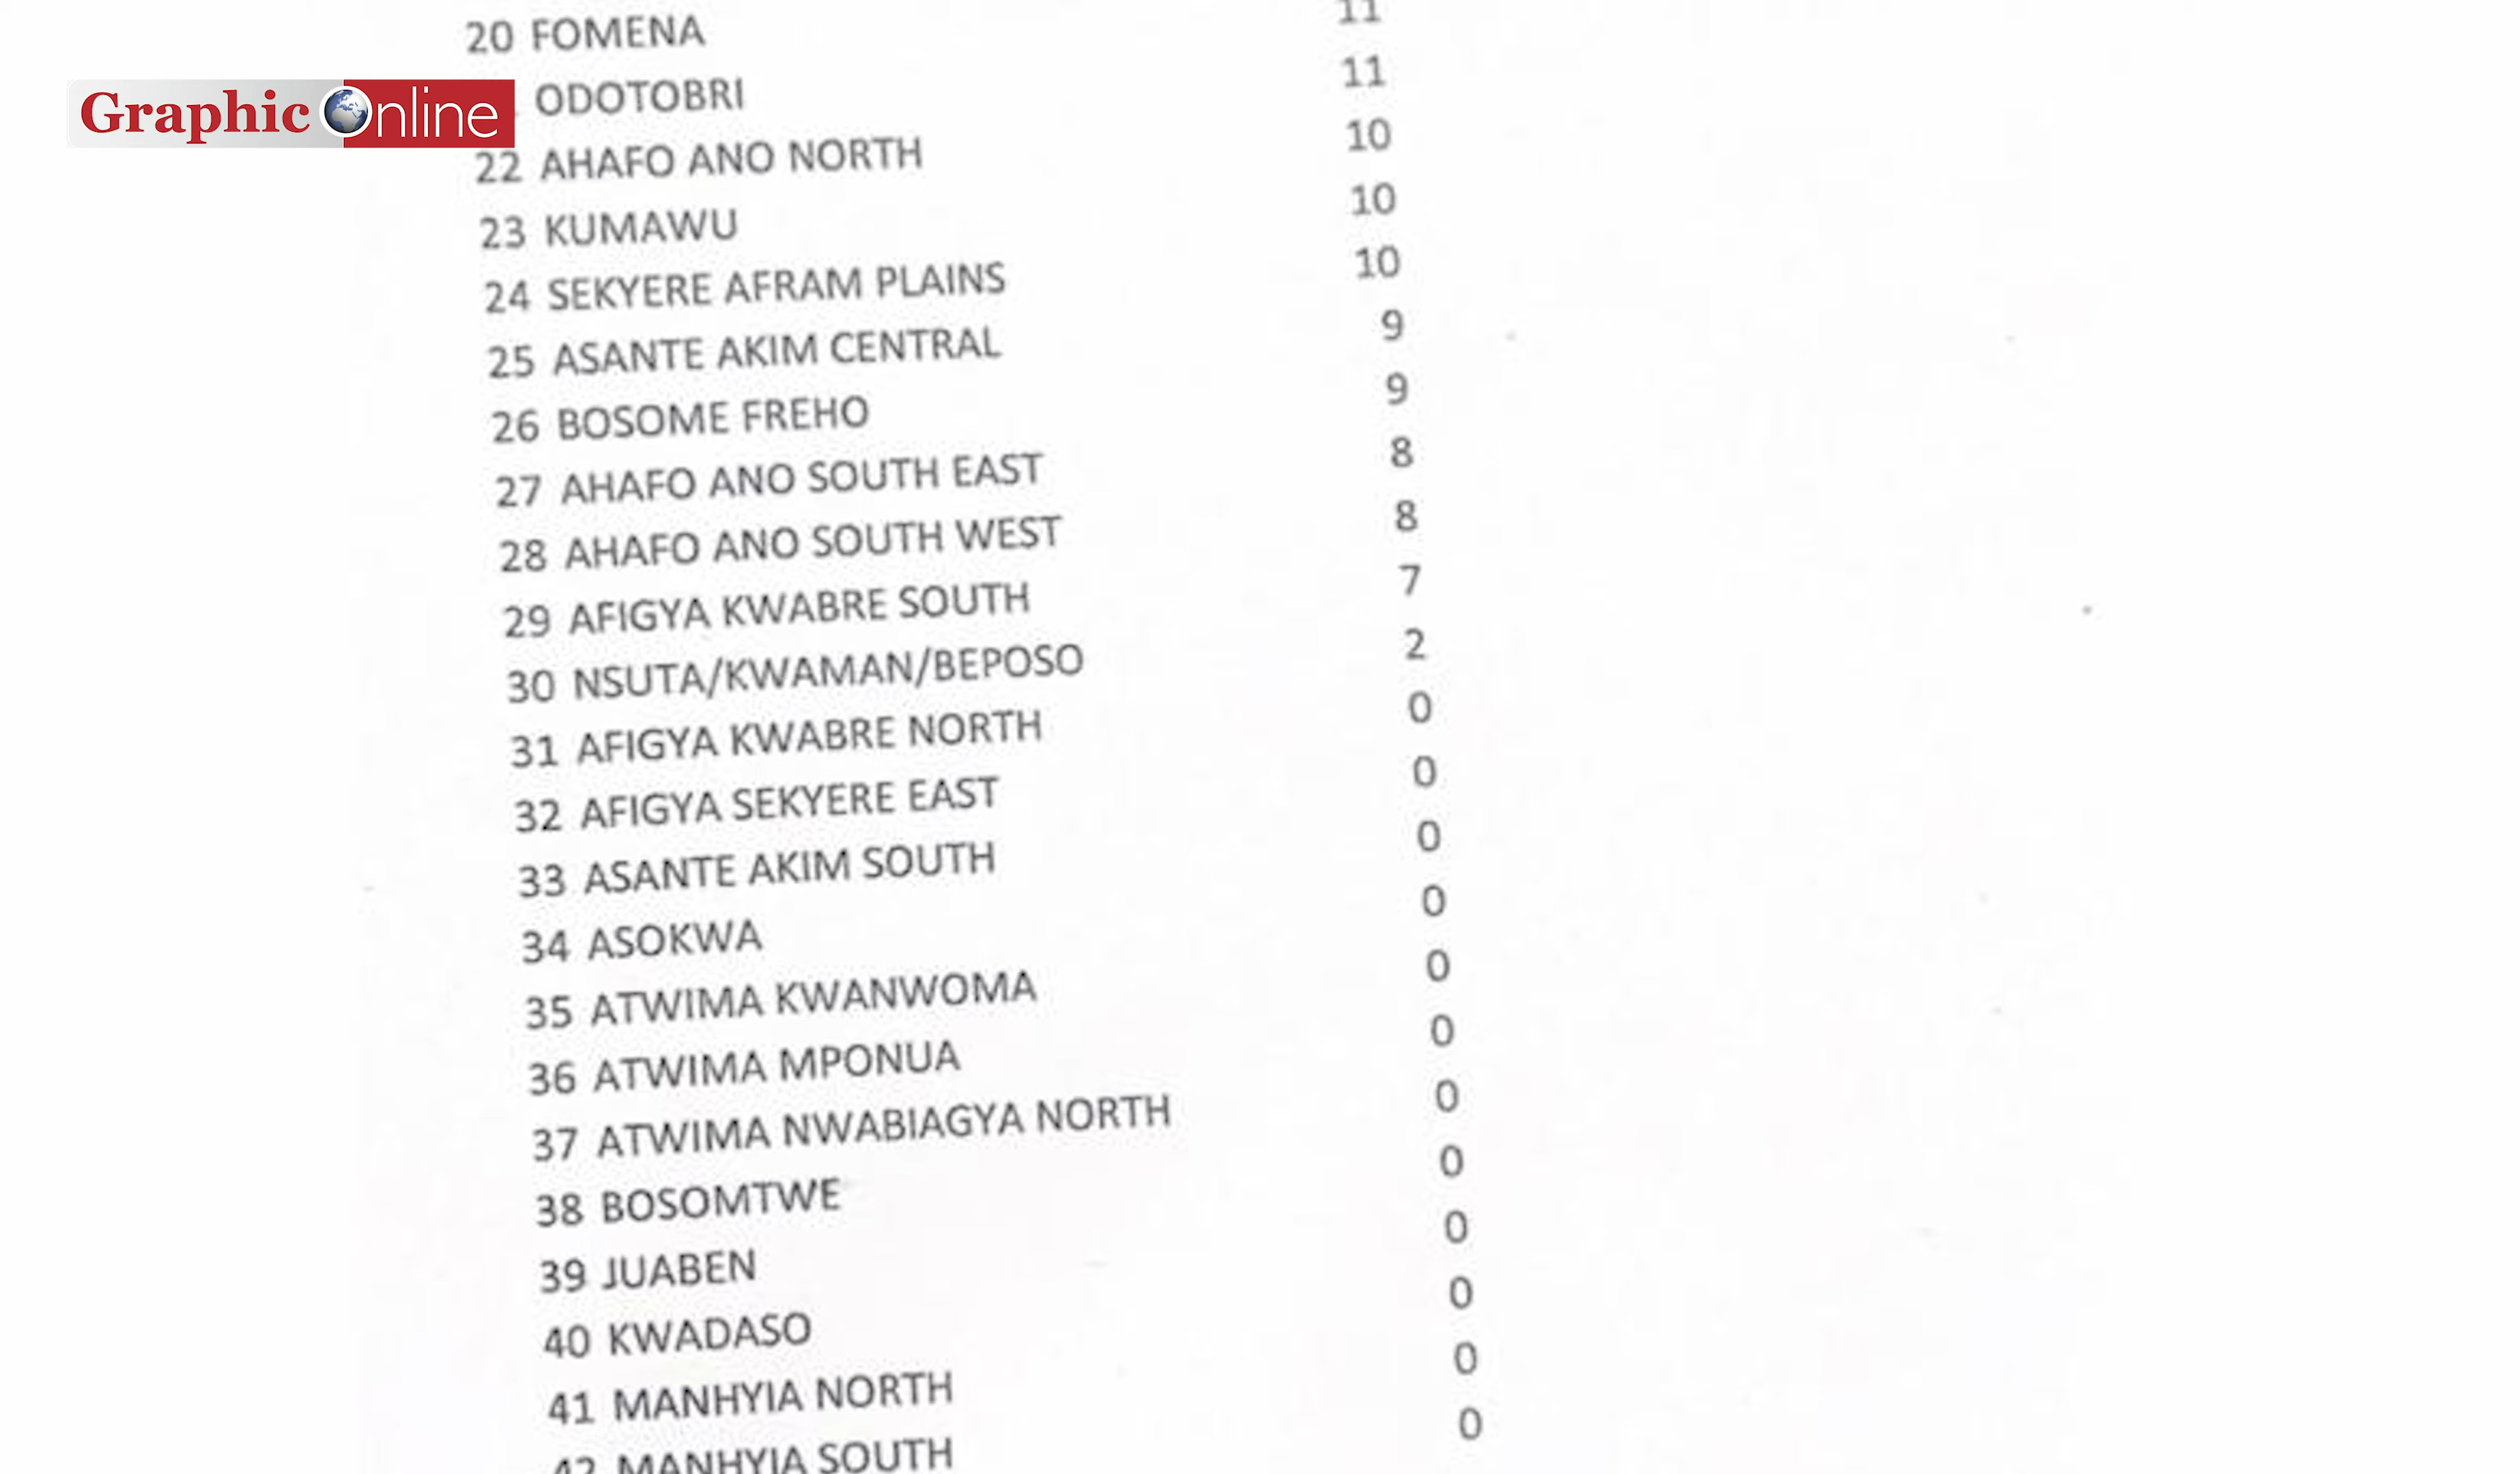 Graphic Online
20 FOMENA 11
ODOTOBRI 11
22 AHAFO ANO NORTH 10
23 KUMAWU 10
24 SEKYERE AFRAM PLAINS 10
25 ASANTE AKIM CENTRAL 9
26 BOSOME FREHO 9
27 AHAFO ANO SOUTH EAST 8
28 AHAFO ANO SOUTH WEST 8
29 AFIGYA KWABRE SOUTH 7
30 NSUTA/KWAMAN/BEPOSO 2
31 AFIGYA KWABRE NORTH 0
32 AFIGYA SEKYERE EAST 0
33 ASANTE AKIM SOUTH 0
34 ASOKWA 0
35 ATWIMA KWANWOMA 0
36 ATWIMA MPONUA 0
37 ATWIMA NWABIAGYA NORTH 0
38 BOSOMTWE 0
39 JUABEN 0
40 KWADASO 0
41 MANHYIA NORTH 0
42 MANHYIA SOUTH 0